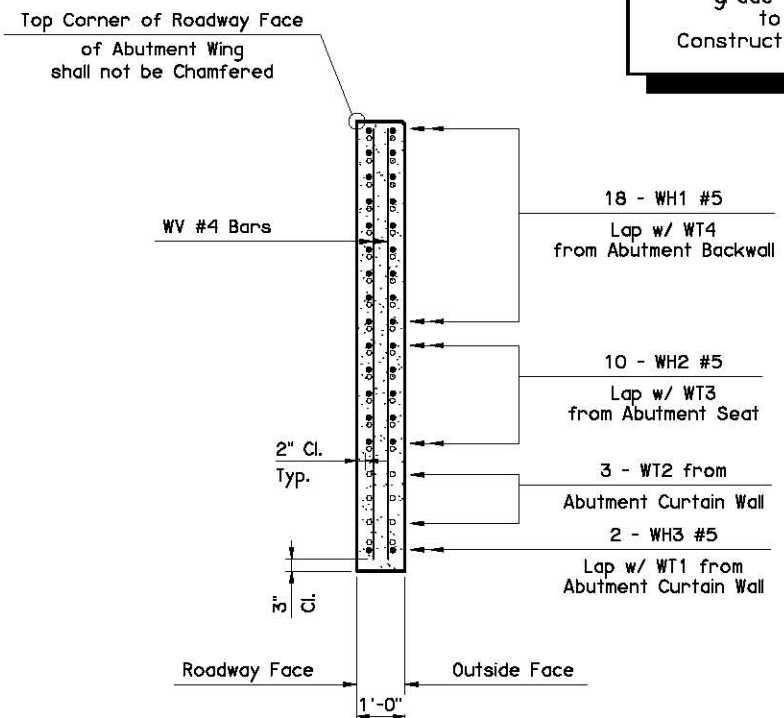 Top Corner of Roadway Face
of Abutment Wing
shall not be Chamfered
to
Construct
18 - WH1 #5
Lap w/ WT4
from Abutment Backwall
WV #4 Bars
10 - WH2 #5
Lap w/ WT3
from Abutment Seat
2" Cl.
Typ.
3 - WT2 from
Abutment Curtain Wall
2 - WH3 #5
Lap w/ WT1 from
Abutment Curtain Wall
3"
Cl.
Roadway Face
Outside Face
1'-0"